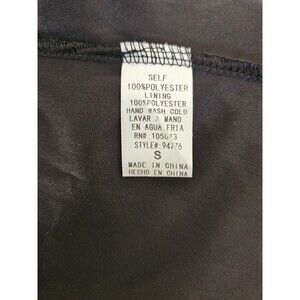 SELF
100%POLYESTER
LINING
100%POLYESTER
HAND WASH COLD
LAVAR A MANO
EN AGUA FRIA
RN# 105013
STYLE# 94776
S
MADE IN CHINA
HECHO EN CHINA